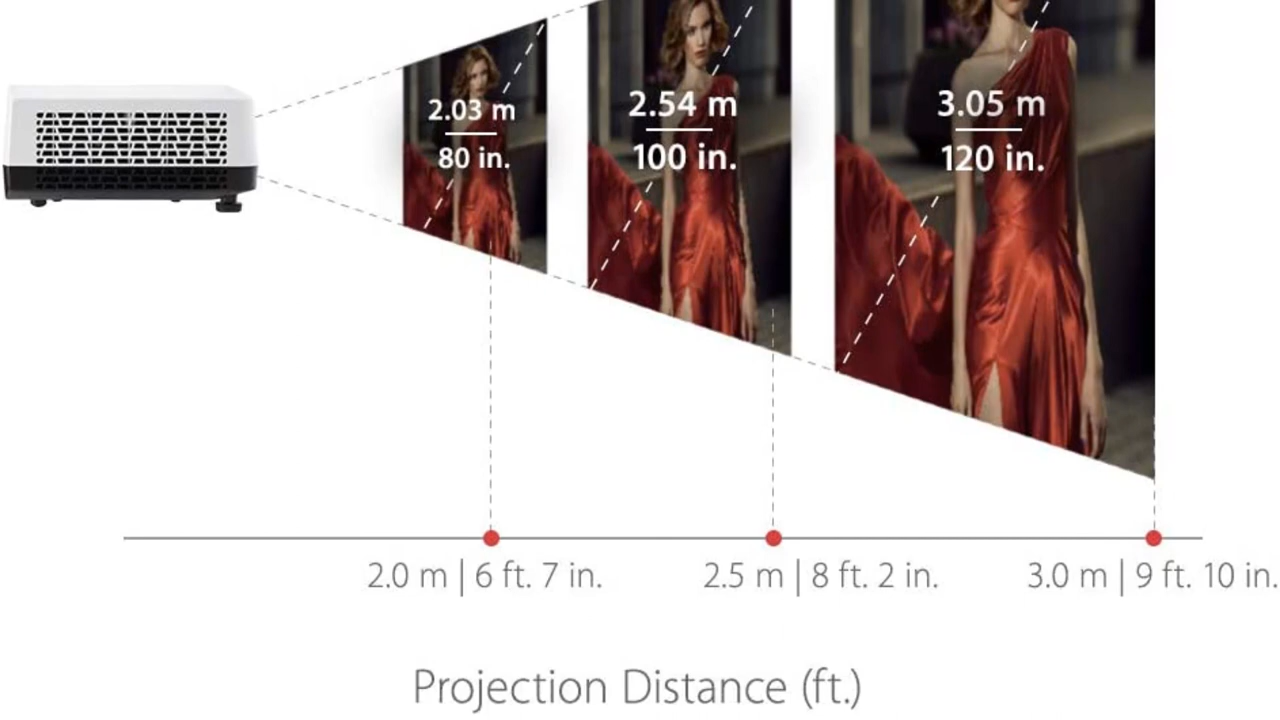 2.03 m
80 in.
2.54 m
100 in.
3.05 m
120 in.
2.0 m | 6 ft. 7 in.
2.5 m | 8 ft. 2 in.
3.0 m | 9 ft. 10 in.
Projection Distance (ft.)